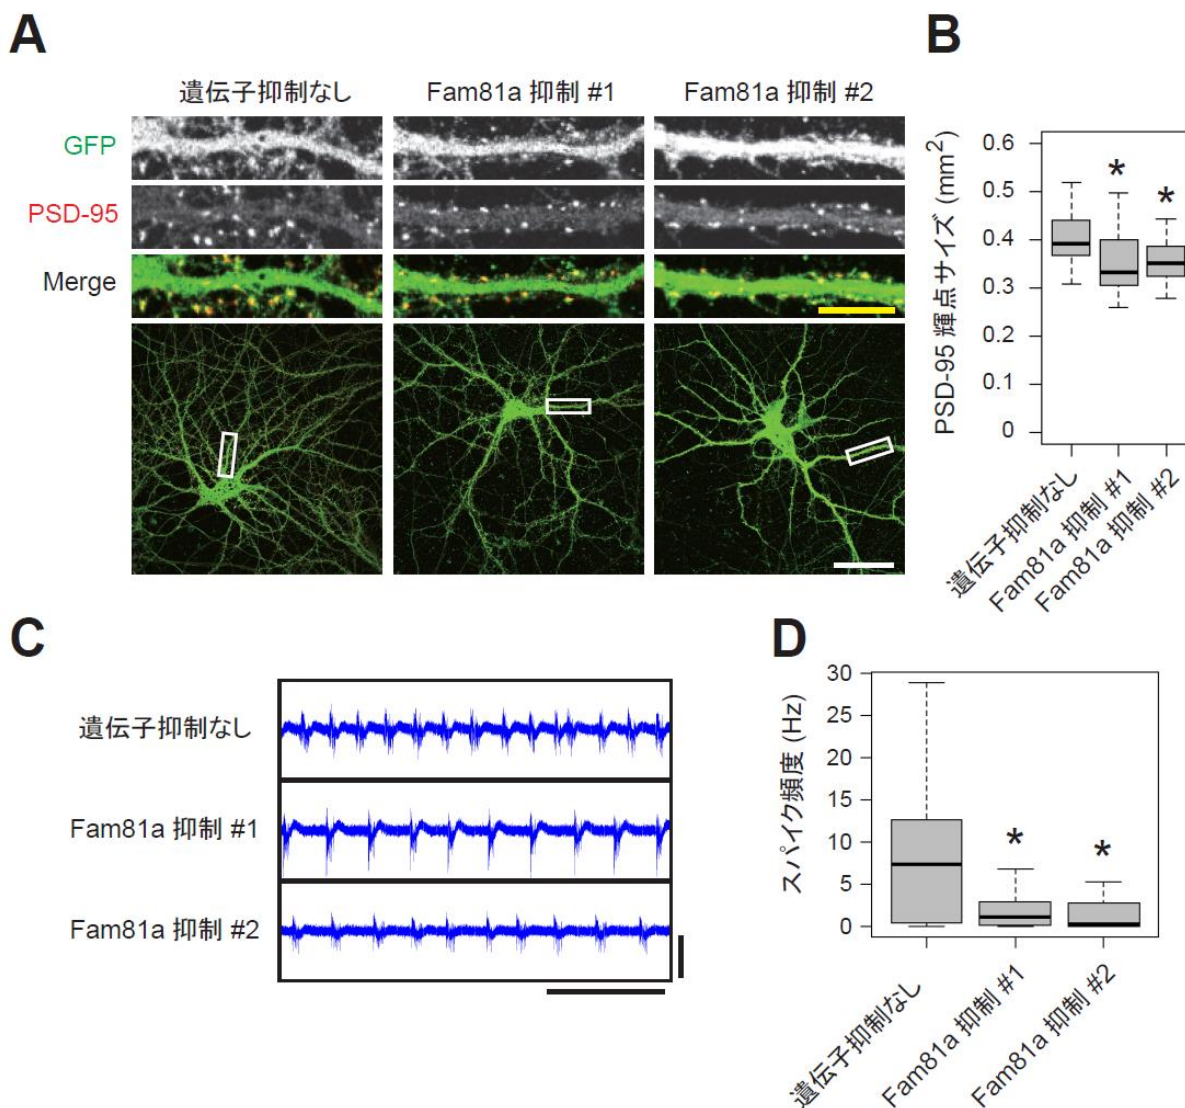 A
遺伝子抑制なし
Fam81a 抑制 #1
Fam81a 抑制 #2
GFP
PSD-95
Merge
B
PSD-95 輝点サイズ (mm²)
0.6
0.5
0.4
0.3
0.2
0.1
0
*
*
遺伝子抑制なし
Fam81a 抑制 #1
Fam81a 抑制 #2
C
遺伝子抑制なし
Fam81a 抑制 #1
Fam81a 抑制 #2
D
スパイク頻度 (Hz)
30
25
20
15
10
5
0
*
*
遺伝子抑制なし
Fam81a 抑制 #1
Fam81a 抑制 #2